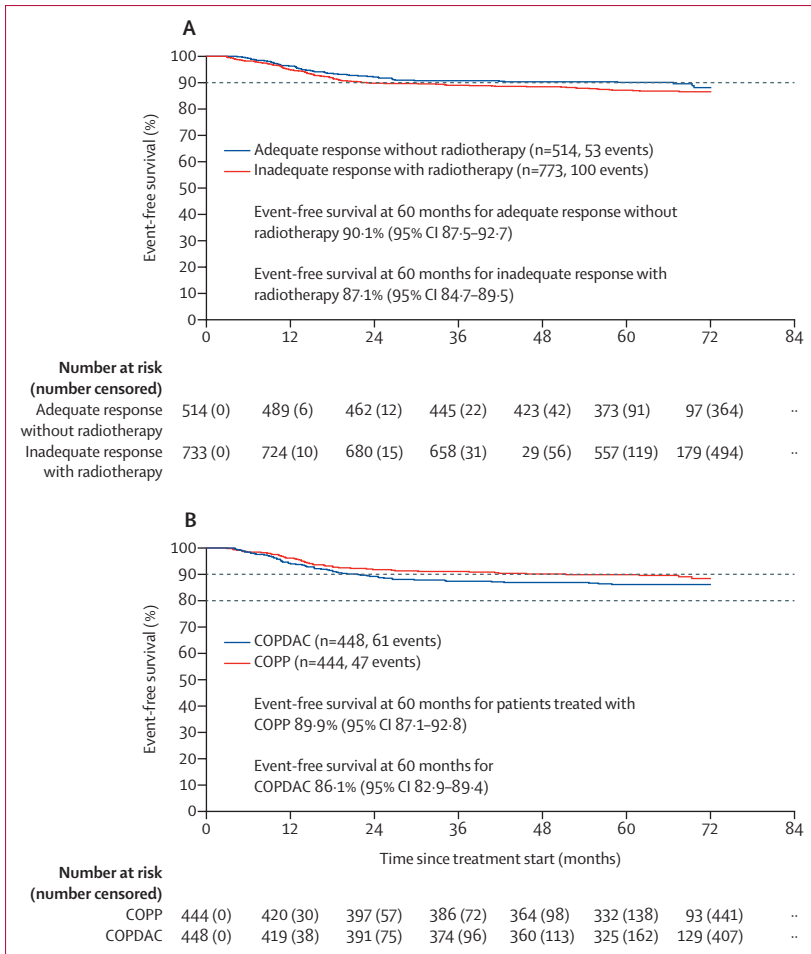 A
100
90
80
70
60
50
40
30
20
10
0
Event-free survival (%)
Adequate response without radiotherapy (n=514, 53 events)
Inadequate response with radiotherapy (n=773, 100 events)
Event-free survival at 60 months for adequate response without
radiotherapy 90·1% (95% CI 87·5–92·7)
Event-free survival at 60 months for inadequate response with
radiotherapy 87·1% (95% CI 84·7–89·5)
0 12 24 36 48 60 72 84
Number at risk
(number censored)
Adequate response
without radiotherapy
514 (0) 489 (6) 462 (12) 445 (22) 423 (42) 373 (91) 97 (364) ··
Inadequate response
with radiotherapy
733 (0) 724 (10) 680 (15) 658 (31) 29 (56) 557 (119) 179 (494) ··
B
100
90
80
70
60
50
40
30
20
10
0
Event-free survival (%)
COPDAC (n=448, 61 events)
COPP (n=444, 47 events)
Event-free survival at 60 months for patients treated with
COPP 89·9% (95% CI 87·1–92·8)
Event-free survival at 60 months for
COPDAC 86·1% (95% CI 82·9–89·4)
0 12 24 36 48 60 72 84
Time since treatment start (months)
Number at risk
(number censored)
COPP 444 (0) 420 (30) 397 (57) 386 (72) 364 (98) 332 (138) 93 (441) ··
COPDAC 448 (0) 419 (38) 391 (75) 374 (96) 360 (113) 325 (162) 129 (407) ··